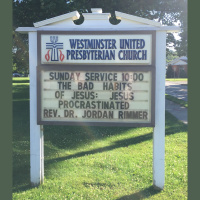 Westminster United
Presbyterian Church
SUNDAY SERVICE 10:00
THE BAD HABITS
OF JESUS: JESUS
PROCRASTINATED
REV. DR. JORDAN RIMMER